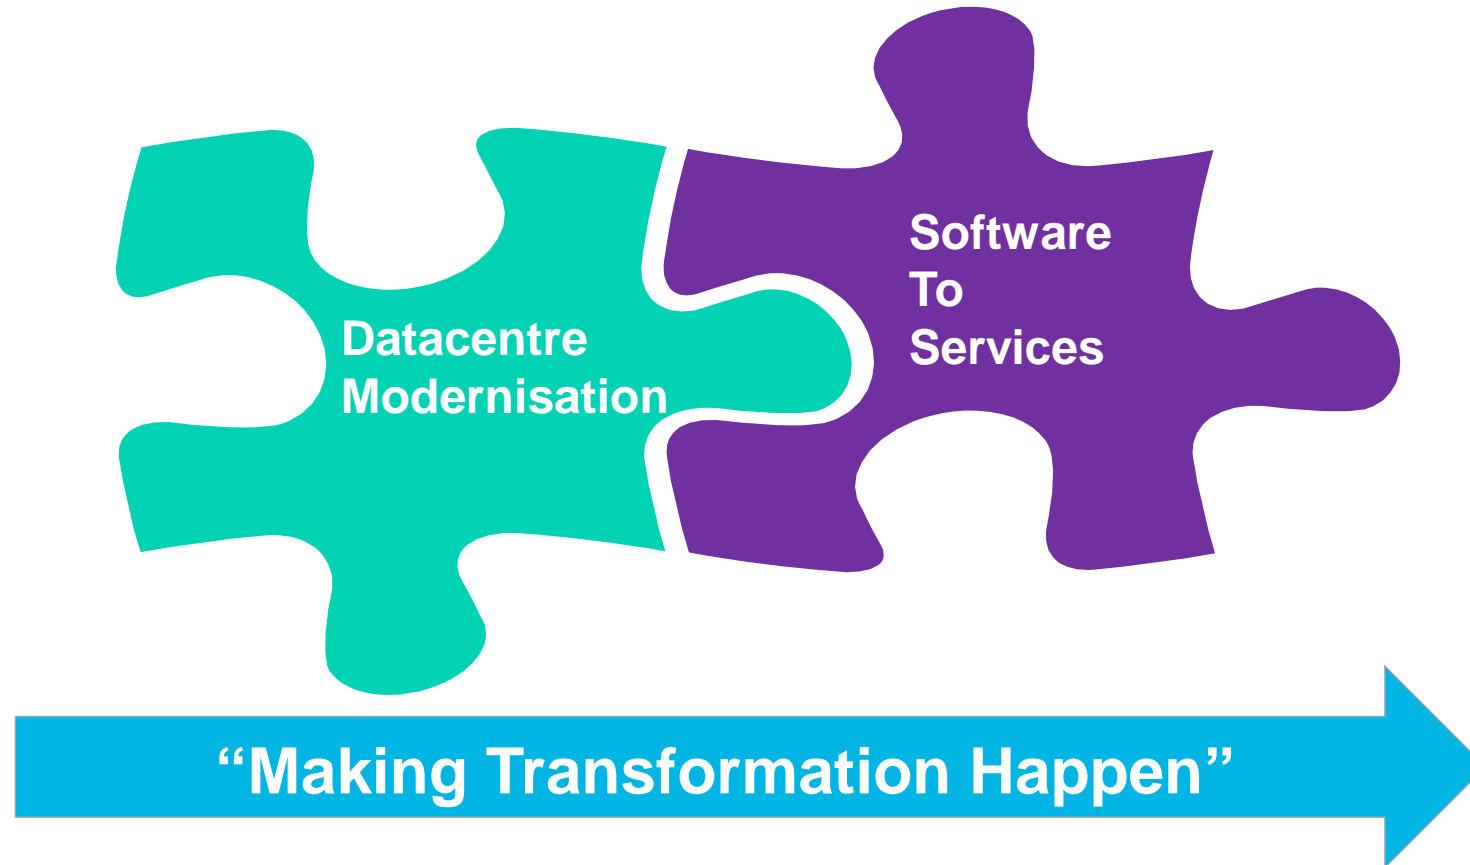 Datacentre
Modernisation
Software
To
Services
“Making Transformation Happen”